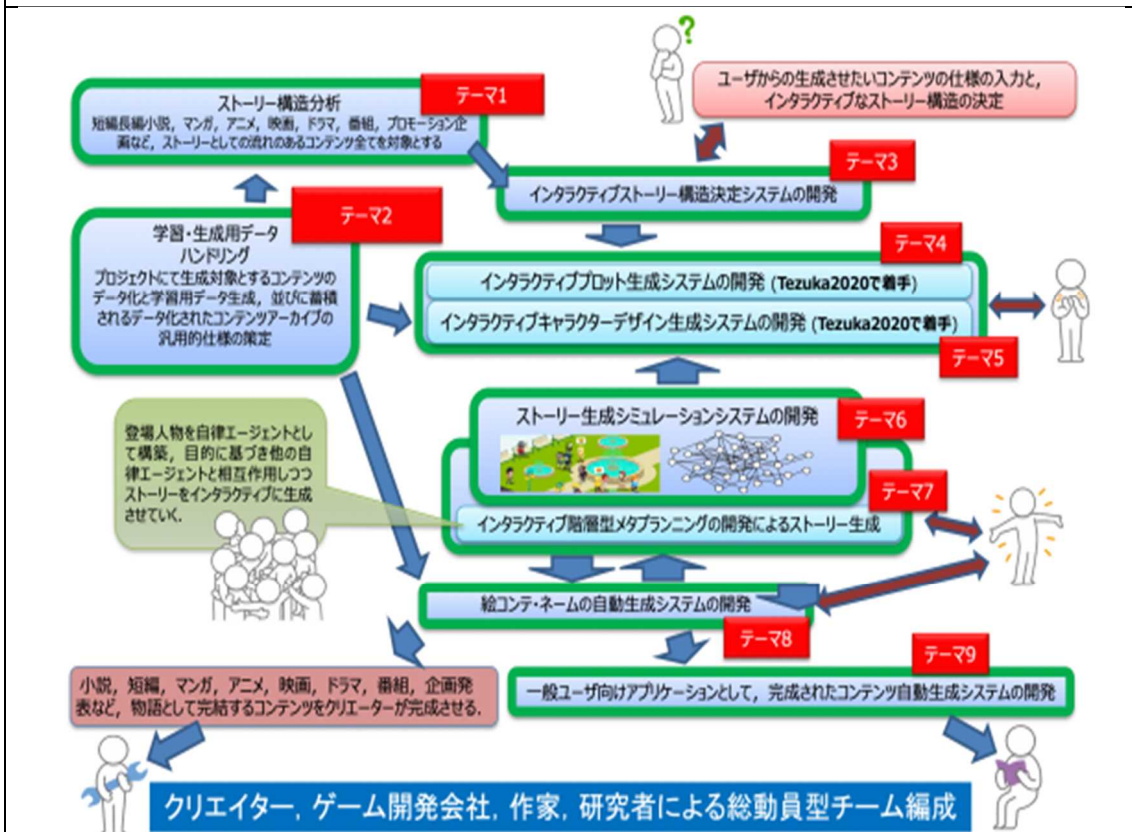 ?
ユーザからの生成させたいコンテンツの仕様の入力と,
インタラクティブなストーリー構造の決定
テーマ1
ストーリー構造分析
短編長編小説, マンガ, アニメ, 映画, ドラマ, 番組, プロモーション企
画など, ストーリーとしての流れのあるコンテンツ全てを対象とする
テーマ3
インタラクティブストーリー構造決定システムの開発
テーマ2
学習・生成用データ
ハンドリング
プロジェクトにて生成対象とするコンテンツの
データ化と学習用データ生成, 並びに蓄積
されるデータ化されたコンテンツアーカイブの
汎用的仕様の策定
テーマ4
インタラクティブプロット生成システムの開発 (Tezuka2020で着手)
インタラクティブキャラクターデザイン生成システムの開発 (Tezuka2020で着手)
テーマ5
ストーリー生成シミュレーションシステムの開発
テーマ6
登場人物を自律エージェントとし
て構築, 目的に基づき他の自
律エージェントと相互作用しつつ
ストーリーをインタラクティブに生成
させていく.
テーマ7
インタラクティブ階層型メタプランニングの開発によるストーリー生成
絵コンテ・ネームの自動生成システムの開発
テーマ8
テーマ9
小説, 短編, マンガ, アニメ, 映画, ドラマ, 番組, 企画発
表など, 物語として完結するコンテンツをクリエーターが完成させる.
一般ユーザ向けアプリケーションとして, 完成されたコンテンツ自動生成システムの開発
クリエイター, ゲーム開発会社, 作家, 研究者による総動員型チーム編成